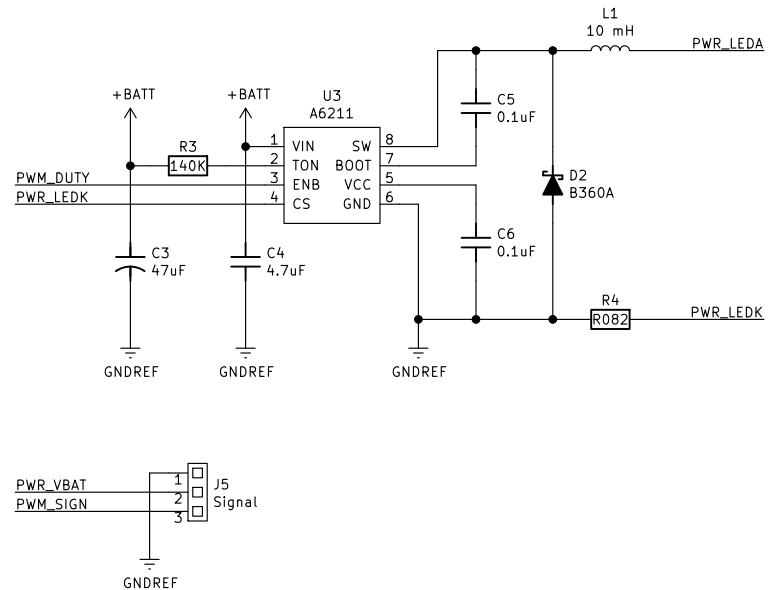 L1
10 mH
PWR_LEDA
+BATT
+BATT
U3
A6211
C5
0.1uF
R3
140K
1 VIN SW 8
2 TON BOOT 7
3 ENB VCC 5
4 CS GND 6
PWM_DUTY
PWR_LEDK
D2
B360A
C3
47uF
C4
4.7uF
C6
0.1uF
R4
R082
PWR_LEDK
GNDREF
GNDREF
GNDREF
PWR_VBAT
PWM_SIGN
1
2
3
J5
Signal
GNDREF